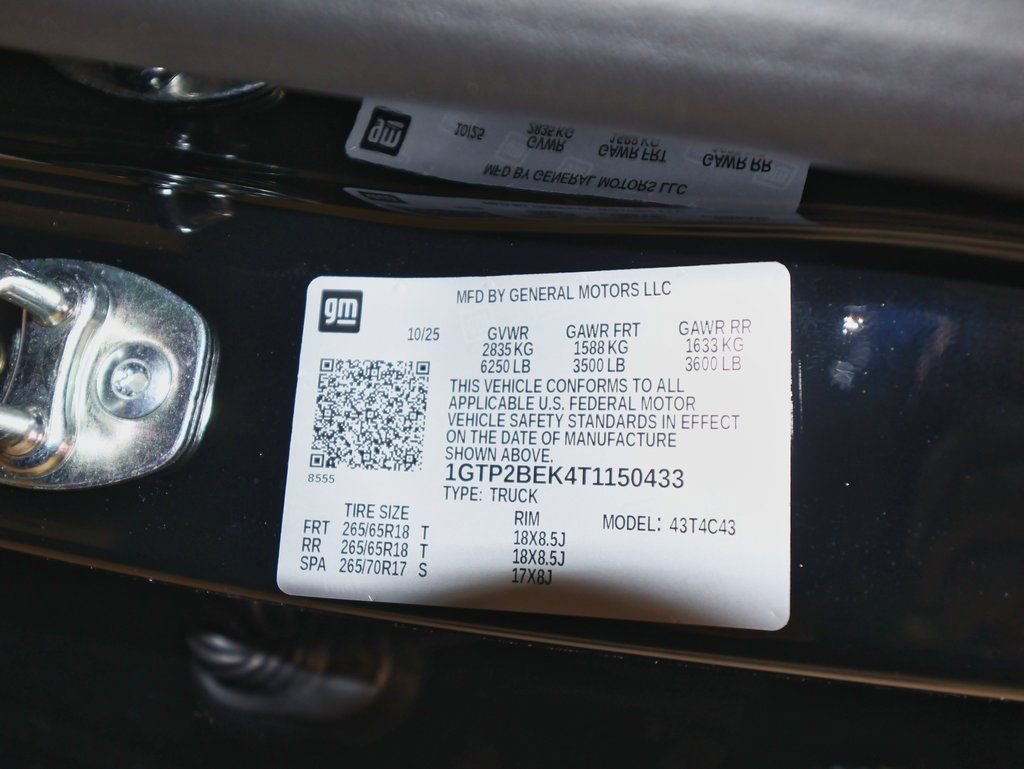 gm
MFD BY GENERAL MOTORS LLC
10/25 GVWR GAWR FRT GAWR RR
2835 KG 1588 KG 1633 KG
6250 LB 3500 LB 3600 LB
THIS VEHICLE CONFORMS TO ALL
APPLICABLE U.S. FEDERAL MOTOR
VEHICLE SAFETY STANDARDS IN EFFECT
ON THE DATE OF MANUFACTURE
SHOWN ABOVE.
8555
1GTP2BEK4T1150433
TYPE: TRUCK
TIRE SIZE RIM MODEL: 43T4C43
FRT 265/65R18 T 18X8.5J
RR 265/65R18 T 18X8.5J
SPA 265/70R17 S 17X8J